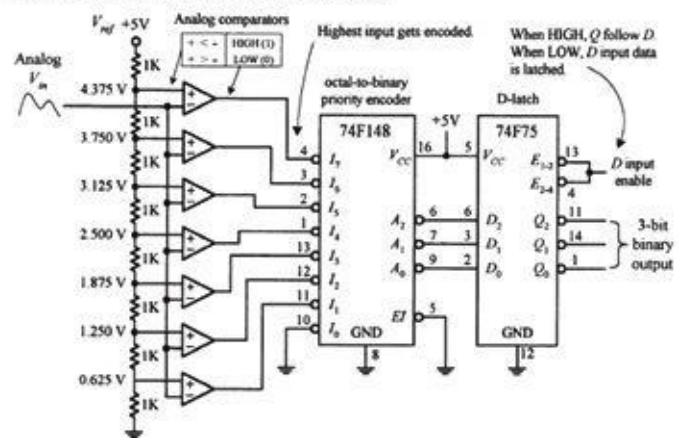 V_ref +5V
Analog comparators
+ < - HIGH (1)
+ > - LOW (0)
Highest input gets encoded.
When HIGH, Q follow D.
When LOW, D input data
is latched.
Analog
V_in
1K
4.375 V
1K
3.750 V
1K
3.125 V
1K
2.500 V
1K
1.875 V
1K
1.250 V
1K
0.625 V
1K
octal-to-binary
priority encoder
74F148
4 I7
3 I6
2 I5
1 I4
13 I3
12 I2
11 I1
10 I0
VCC 16
A2 6
A1 7
A0 9
EI 5
GND
8
+5V
D-latch
74F75
5 VCC
6 D2
3 D1
2 D0
E1-2 13
E2-4 4
Q2 11
Q1 14
Q0 1
GND
12
D input
enable
3-bit
binary
output